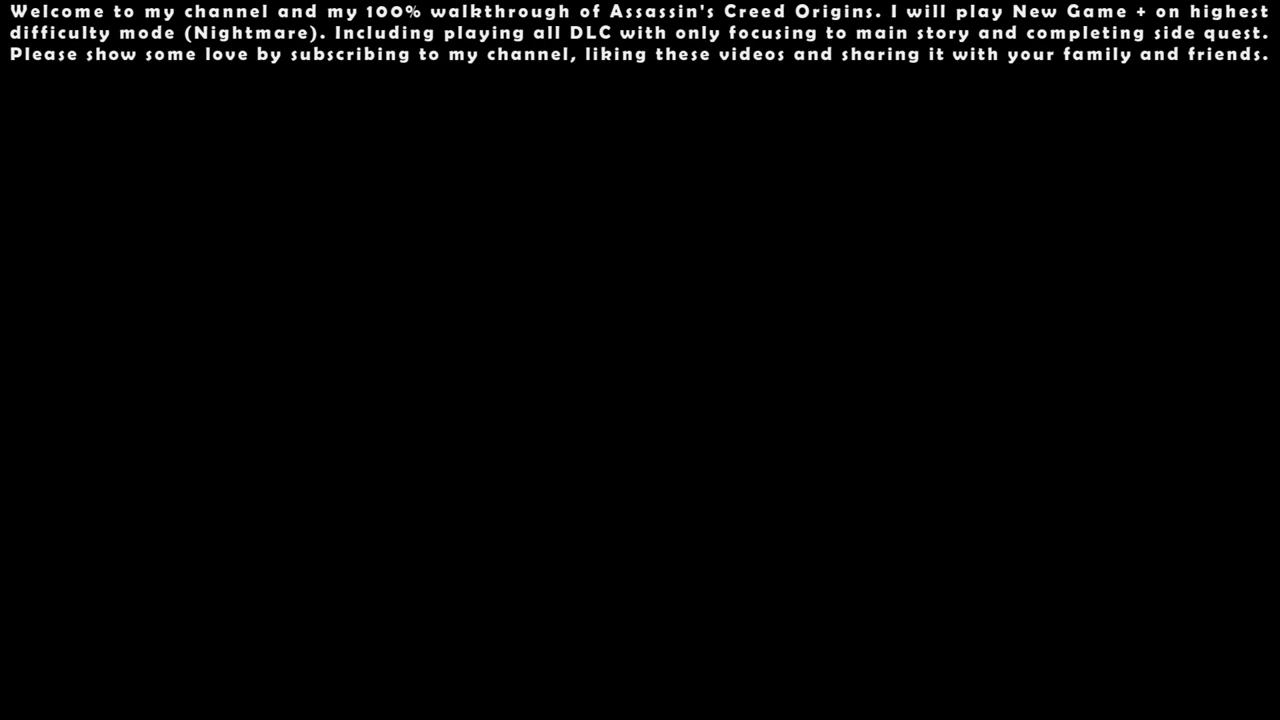 Welcome to my channel and my 100% walkthrough of Assassin's Creed Origins. I will play New Game + on highest
difficulty mode (Nightmare). Including playing all DLC with only focusing to main story and completing side quest.
Please show some love by subscribing to my channel, liking these videos and sharing it with your family and friends.